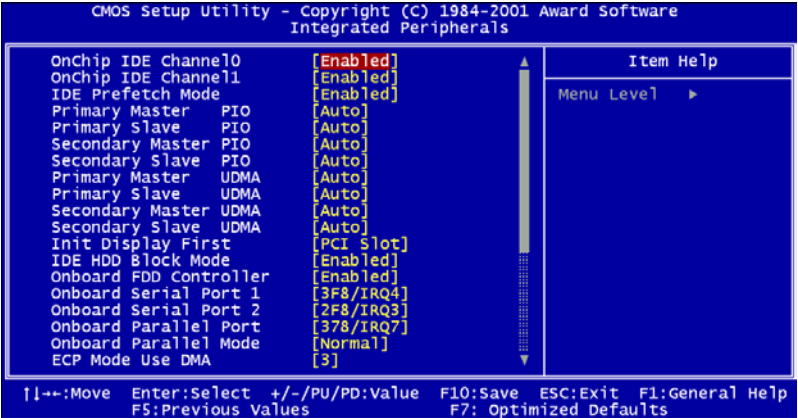 CMOS Setup Utility – Copyright (C) 1984-2001 Award Software
Integrated Peripherals
OnChip IDE Channel0 [Enabled]
OnChip IDE Channel1 [Enabled]
IDE Prefetch Mode [Enabled]
Primary Master PIO [Auto]
Primary Slave PIO [Auto]
Secondary Master PIO [Auto]
Secondary Slave PIO [Auto]
Primary Master UDMA [Auto]
Primary Slave UDMA [Auto]
Secondary Master UDMA [Auto]
Secondary Slave UDMA [Auto]
Init Display First [PCI Slot]
IDE HDD Block Mode [Enabled]
Onboard FDD Controller [Enabled]
Onboard Serial Port 1 [3F8/IRQ4]
Onboard Serial Port 2 [2F8/IRQ3]
Onboard Parallel Port [378/IRQ7]
Onboard Parallel Mode [Normal]
ECP Mode Use DMA [3]
Item Help
Menu Level ▸
↑↓→←:Move Enter:Select +/-/PU/PD:Value F10:Save ESC:Exit F1:General Help
F5:Previous Values F7: Optimized Defaults